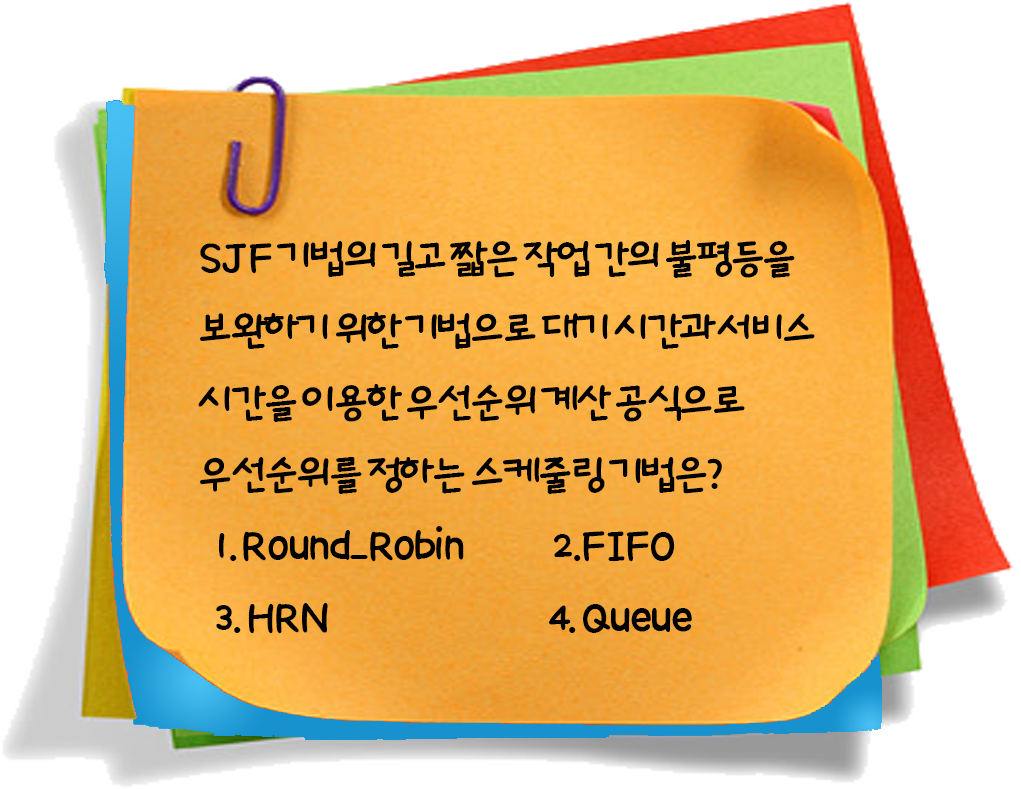 SJF 기법의 길고 짧은 작업 간의 불평등을
보완하기 위한 기법으로 대기 시간과 서비스
시간을 이용한 우선순위 계산 공식으로
우선순위를 정하는 스케줄링 기법은?
1. Round_Robin 2. FIFO
3. HRN 4. Queue